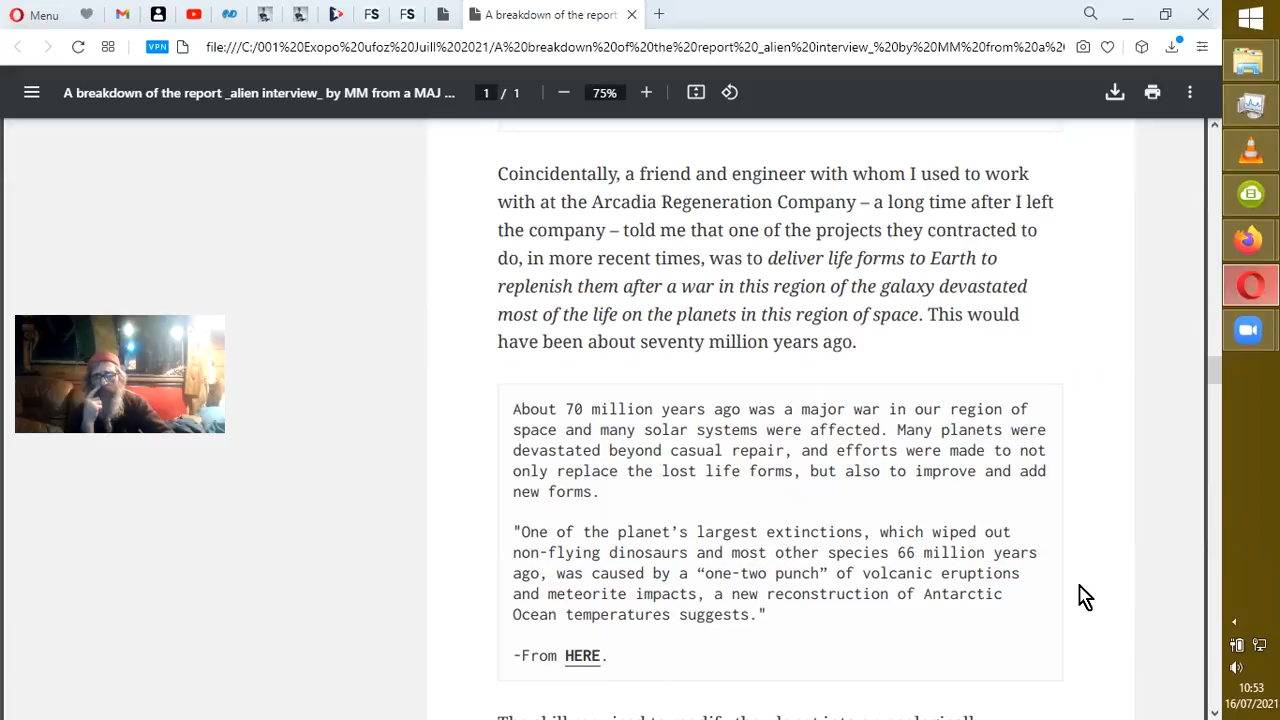 Menu
FS
FS
A breakdown of the report
VPN
file:///C:/001%20Exopo%20ufoz%20Juill%202021/A%20breakdown%20of%20the%20report%20_alien%20interview_%20by%20MM%20from%20a%20
A breakdown of the report _alien interview_ by MM from a MAJ ...
1 / 1
75%
Coincidentally, a friend and engineer with whom I used to work
with at the Arcadia Regeneration Company – a long time after I left
the company – told me that one of the projects they contracted to
do, in more recent times, was to deliver life forms to Earth to
replenish them after a war in this region of the galaxy devastated
most of the life on the planets in this region of space. This would
have been about seventy million years ago.
About 70 million years ago was a major war in our region of
space and many solar systems were affected. Many planets were
devastated beyond casual repair, and efforts were made to not
only replace the lost life forms, but also to improve and add
new forms.
"One of the planet’s largest extinctions, which wiped out
non-flying dinosaurs and most other species 66 million years
ago, was caused by a “one-two punch” of volcanic eruptions
and meteorite impacts, a new reconstruction of Antarctic
Ocean temperatures suggests."
-From HERE.
10:53
16/07/2021